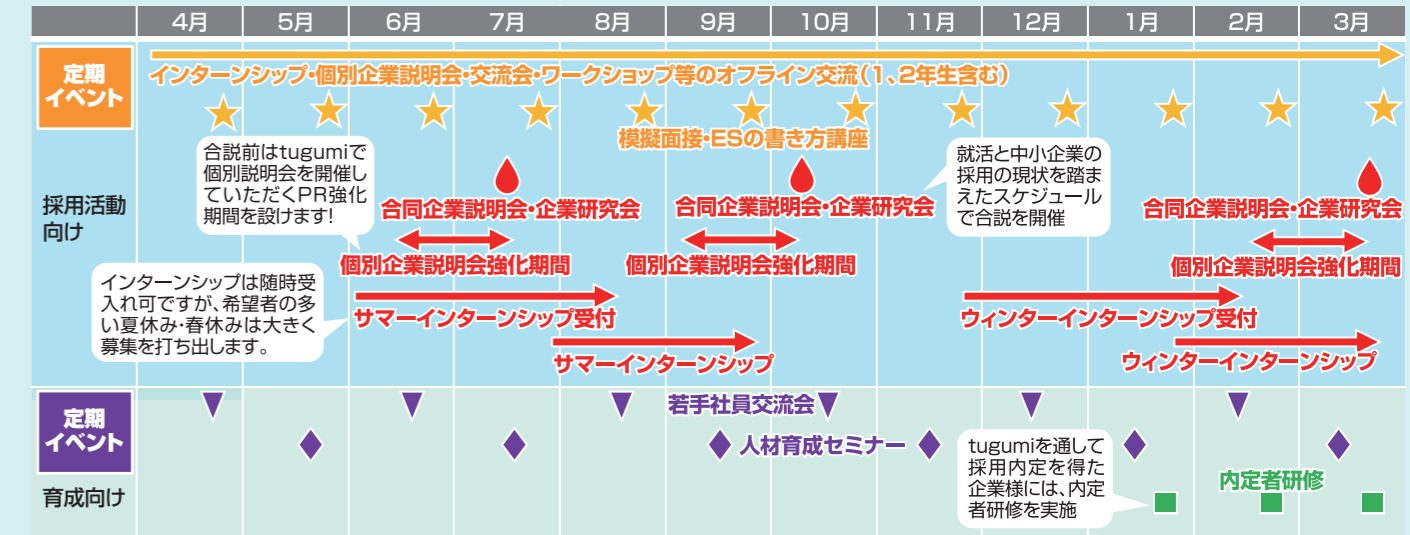 4月 5月 6月 7月 8月 9月 10月 11月 12月 1月 2月 3月
定期
イベント
インターンシップ・個別企業説明会・交流会・ワークショップ等のオフライン交流(1、2年生含む)
模擬面接・ESの書き方講座
採用活動
向け
合説前はtugumiで
個別説明会を開催し
ていただくPR強化
期間を設けます!
合同企業説明会・企業研究会
合同企業説明会・企業研究会
就活と中小企業の
採用の現状を踏ま
えたスケジュール
で合説を開催
合同企業説明会・企業研究会
個別企業説明会強化期間
個別企業説明会強化期間
個別企業説明会強化期間
インターンシップは随時受
入れ可ですが、希望者の多
い夏休み・春休みは大きく
募集を打ち出します。
サマーインターンシップ受付
ウィンターインターンシップ受付
サマーインターンシップ
ウィンターインターンシップ
定期
イベント
育成向け
若手社員交流会
人材育成セミナー
tugumiを通して
採用内定を得た
企業様には、内定
者研修を実施
内定者研修